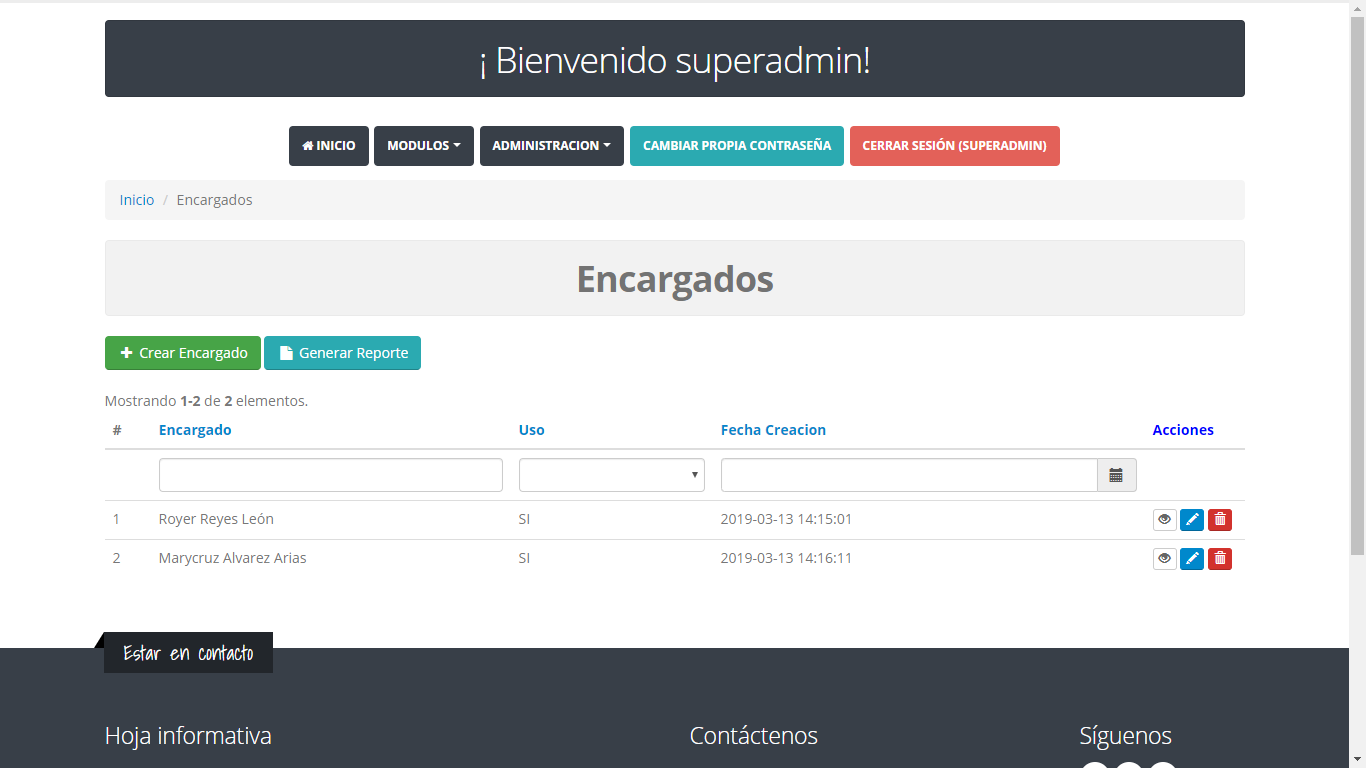 ¡ Bienvenido superadmin!
INICIO MODULOS ADMINISTRACION CAMBIAR PROPIA CONTRASEÑA CERRAR SESIÓN (SUPERADMIN)
Inicio / Encargados
Encargados
Crear Encargado Generar Reporte
Mostrando 1-2 de 2 elementos.
# Encargado Uso Fecha Creacion Acciones
1 Royer Reyes León SI 2019-03-13 14:15:01
2 Marycruz Alvarez Arias SI 2019-03-13 14:16:11
Estar en contacto
Hoja informativa Contáctenos Síguenos